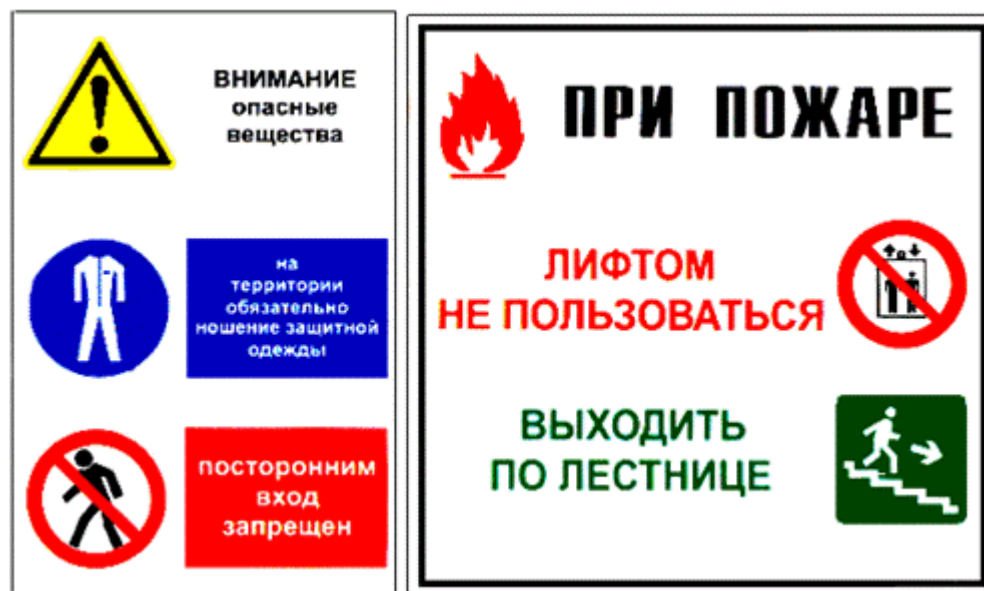 ВНИМАНИЕ
опасные
вещества
на
территории
обязательно
ношение защитной
одежды
посторонним
вход
запрещен
ПРИ ПОЖАРЕ
ЛИФТОМ
НЕ ПОЛЬЗОВАТЬСЯ
ВЫХОДИТЬ
ПО ЛЕСТНИЦЕ